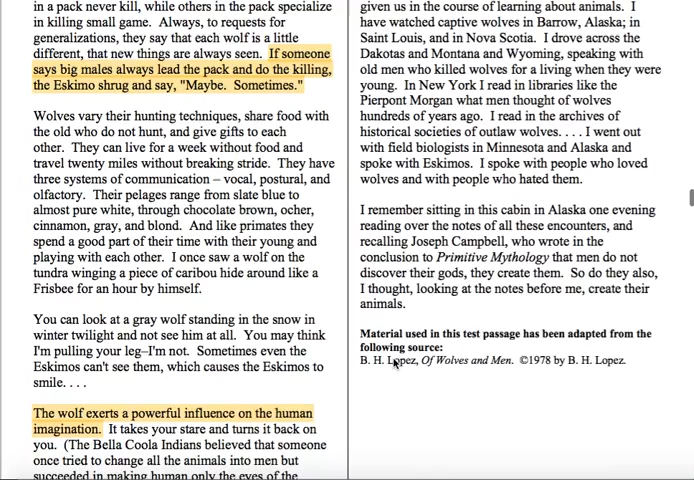 in a pack never kill, while others in the pack specialize
in killing small game.  Always, to requests for
generalizations, they say that each wolf is a little
different, that new things are always seen.  If someone
says big males always lead the pack and do the killing,
the Eskimo shrug and say, "Maybe.  Sometimes."
Wolves vary their hunting techniques, share food with
the old who do not hunt, and give gifts to each
other.  They can live for a week without food and
travel twenty miles without breaking stride.  They have
three systems of communication – vocal, postural, and
olfactory.  Their pelages range from slate blue to
almost pure white, through chocolate brown, ocher,
cinnamon, gray, and blond.  And like primates they
spend a good part of their time with their young and
playing with each other.  I once saw a wolf on the
tundra winging a piece of caribou hide around like a
Frisbee for an hour by himself.
You can look at a gray wolf standing in the snow in
winter twilight and not see him at all.  You may think
I'm pulling your leg–I'm not.  Sometimes even the
Eskimos can't see them, which causes the Eskimos to
smile. . . .
The wolf exerts a powerful influence on the human
imagination.  It takes your stare and turns it back on
you.  (The Bella Coola Indians believed that someone
once tried to change all the animals into men but
succeeded in making human only the eyes of the
given us in the course of learning about animals.  I
have watched captive wolves in Barrow, Alaska; in
Saint Louis, and in Nova Scotia.  I drove across the
Dakotas and Montana and Wyoming, speaking with
old men who killed wolves for a living when they were
young.  In New York I read in libraries like the
Pierpont Morgan what men thought of wolves
hundreds of years ago.  I read in the archives of
historical societies of outlaw wolves. . . . I went out
with field biologists in Minnesota and Alaska and
spoke with Eskimos.  I spoke with people who loved
wolves and with people who hated them.
I remember sitting in this cabin in Alaska one evening
reading over the notes of all these encounters, and
recalling Joseph Campbell, who wrote in the
conclusion to Primitive Mythology that men do not
discover their gods, they create them.  So do they also,
I thought, looking at the notes before me, create their
animals.
Material used in this test passage has been adapted from the
following source:
B. H. Lopez, Of Wolves and Men.  ©1978 by B. H. Lopez.